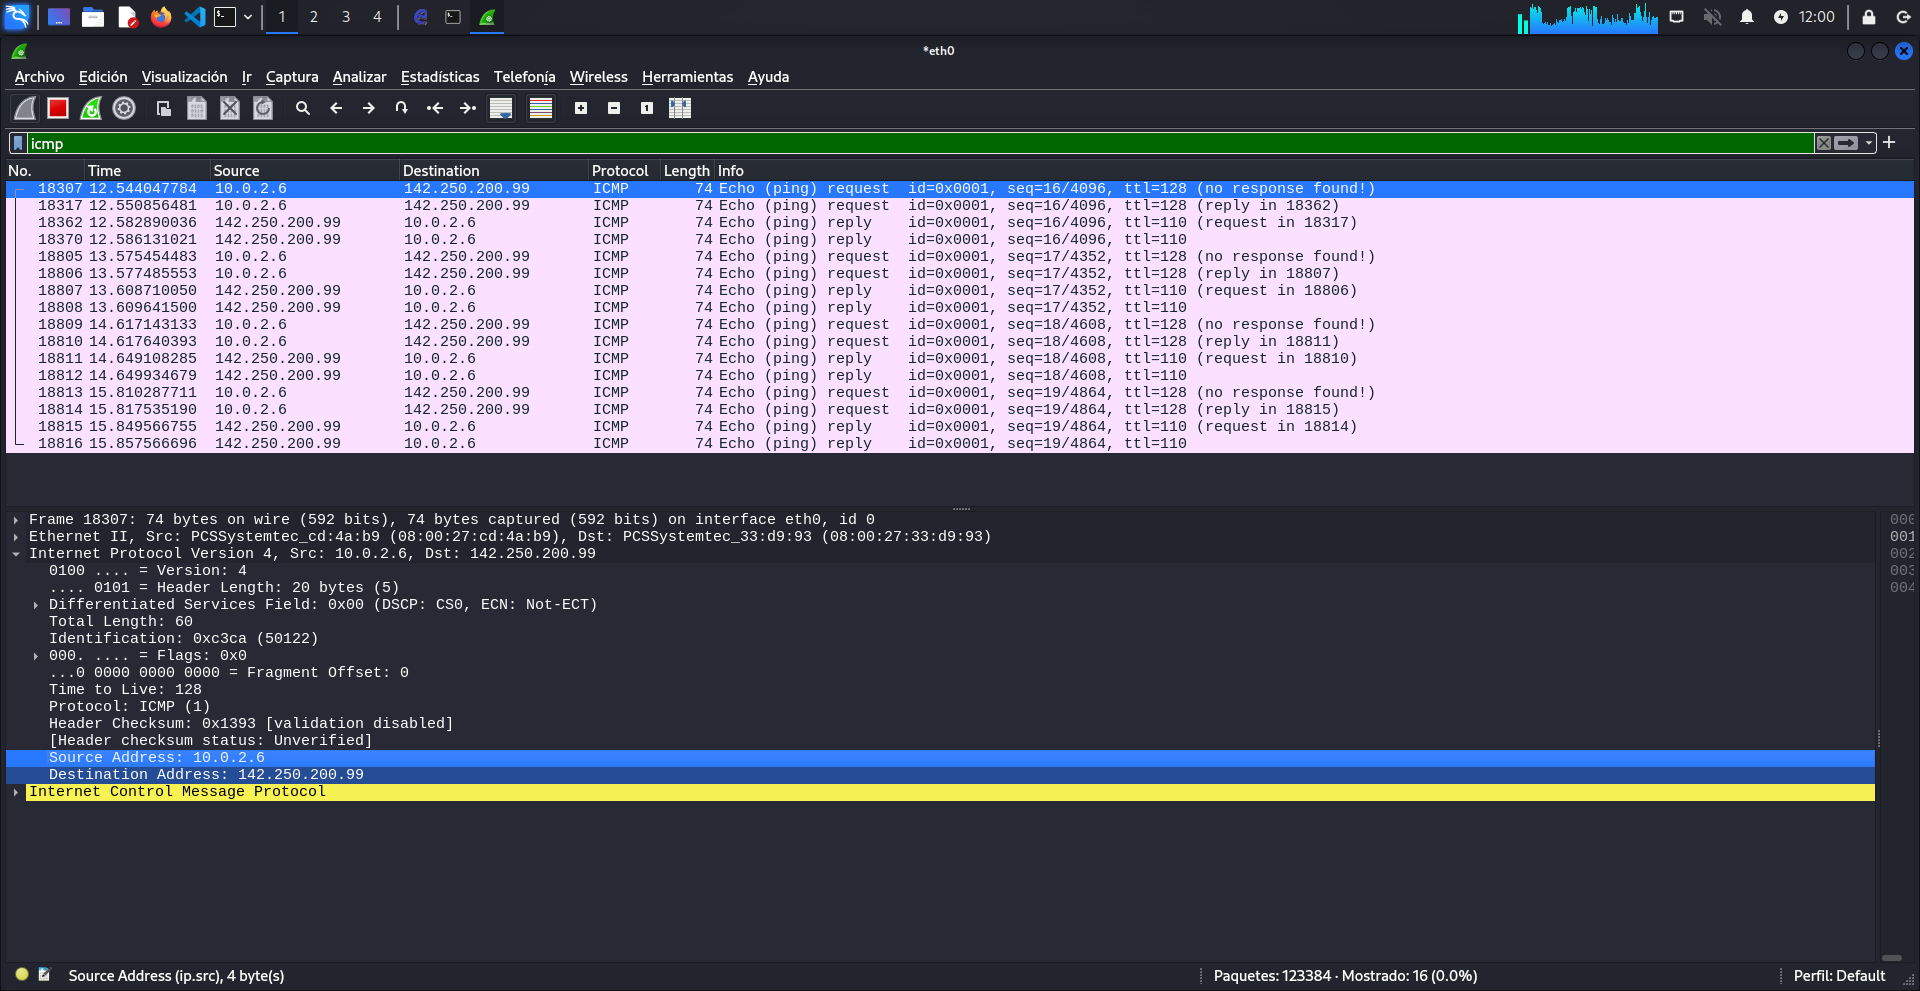 1 2 3 4 12:00
*eth0
Archivo Edición Visualización Ir Captura Analizar Estadísticas Telefonía Wireless Herramientas Ayuda
icmp
No. Time Source Destination Protocol Length Info
18307 12.544047784 10.0.2.6 142.250.200.99 ICMP 74 Echo (ping) request id=0x0001, seq=16/4096, ttl=128 (no response found!)
18317 12.550856481 10.0.2.6 142.250.200.99 ICMP 74 Echo (ping) request id=0x0001, seq=16/4096, ttl=128 (reply in 18362)
18362 12.582890036 142.250.200.99 10.0.2.6 ICMP 74 Echo (ping) reply id=0x0001, seq=16/4096, ttl=110 (request in 18317)
18370 12.586131021 142.250.200.99 10.0.2.6 ICMP 74 Echo (ping) reply id=0x0001, seq=16/4096, ttl=110
18805 13.575454483 10.0.2.6 142.250.200.99 ICMP 74 Echo (ping) request id=0x0001, seq=17/4352, ttl=128 (no response found!)
18806 13.577485553 10.0.2.6 142.250.200.99 ICMP 74 Echo (ping) request id=0x0001, seq=17/4352, ttl=128 (reply in 18807)
18807 13.608710050 142.250.200.99 10.0.2.6 ICMP 74 Echo (ping) reply id=0x0001, seq=17/4352, ttl=110 (request in 18806)
18808 13.609641500 142.250.200.99 10.0.2.6 ICMP 74 Echo (ping) reply id=0x0001, seq=17/4352, ttl=110
18809 14.617143133 10.0.2.6 142.250.200.99 ICMP 74 Echo (ping) request id=0x0001, seq=18/4608, ttl=128 (no response found!)
18810 14.617640393 10.0.2.6 142.250.200.99 ICMP 74 Echo (ping) request id=0x0001, seq=18/4608, ttl=128 (reply in 18811)
18811 14.649108285 142.250.200.99 10.0.2.6 ICMP 74 Echo (ping) reply id=0x0001, seq=18/4608, ttl=110 (request in 18810)
18812 14.649934679 142.250.200.99 10.0.2.6 ICMP 74 Echo (ping) reply id=0x0001, seq=18/4608, ttl=110
18813 15.810287711 10.0.2.6 142.250.200.99 ICMP 74 Echo (ping) request id=0x0001, seq=19/4864, ttl=128 (no response found!)
18814 15.817535190 10.0.2.6 142.250.200.99 ICMP 74 Echo (ping) request id=0x0001, seq=19/4864, ttl=128 (reply in 18815)
18815 15.849566755 142.250.200.99 10.0.2.6 ICMP 74 Echo (ping) reply id=0x0001, seq=19/4864, ttl=110 (request in 18814)
18816 15.857566696 142.250.200.99 10.0.2.6 ICMP 74 Echo (ping) reply id=0x0001, seq=19/4864, ttl=110
Frame 18307: 74 bytes on wire (592 bits), 74 bytes captured (592 bits) on interface eth0, id 0
Ethernet II, Src: PCSSystemtec_cd:4a:b9 (08:00:27:cd:4a:b9), Dst: PCSSystemtec_33:d9:93 (08:00:27:33:d9:93)
Internet Protocol Version 4, Src: 10.0.2.6, Dst: 142.250.200.99
0100 .... = Version: 4
.... 0101 = Header Length: 20 bytes (5)
Differentiated Services Field: 0x00 (DSCP: CS0, ECN: Not-ECT)
Total Length: 60
Identification: 0xc3ca (50122)
000. .... = Flags: 0x0
...0 0000 0000 0000 = Fragment Offset: 0
Time to Live: 128
Protocol: ICMP (1)
Header Checksum: 0x1393 [validation disabled]
[Header checksum status: Unverified]
Source Address: 10.0.2.6
Destination Address: 142.250.200.99
Internet Control Message Protocol
000
001
002
003
004
Source Address (ip.src), 4 byte(s) Paquetes: 123384 · Mostrado: 16 (0.0%) Perfil: Default